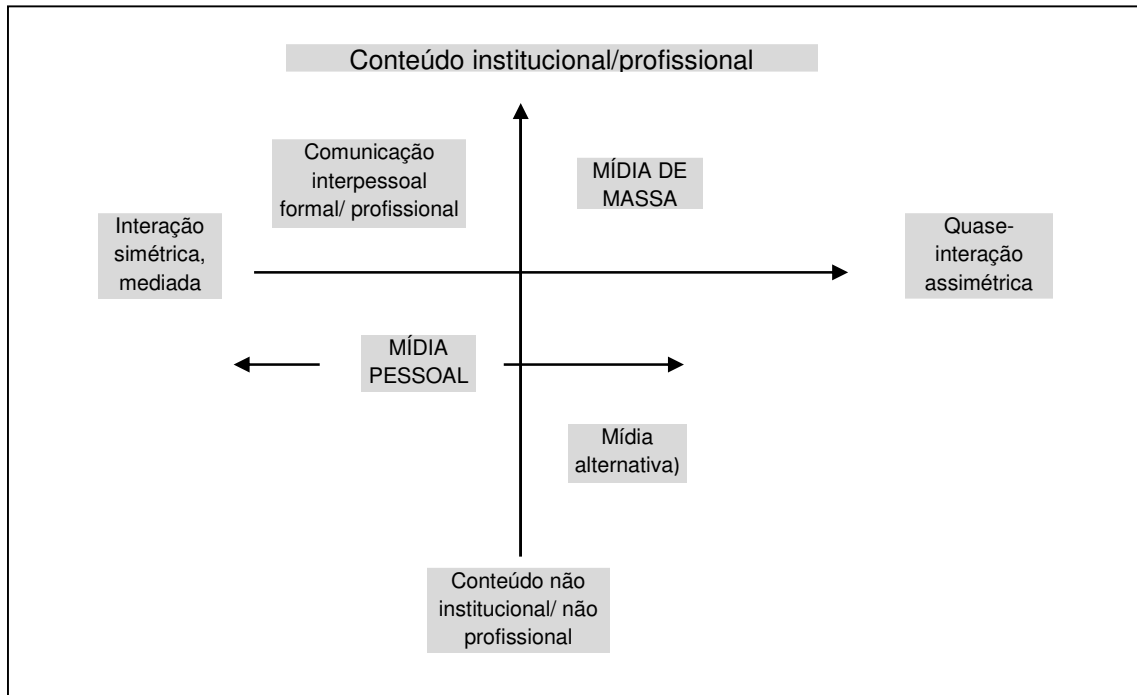 Conteúdo institucional/profissional
Comunicação
interpessoal
formal/ profissional
MÍDIA DE
MASSA
Interação
simétrica,
mediada
Quase-
interação
assimétrica
MÍDIA
PESSOAL
Mídia
alternativa)
Conteúdo não
institucional/ não
profissional